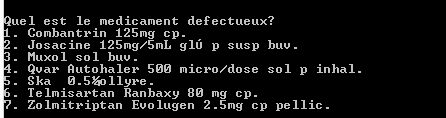 Quel est le medicament defectueux?
1. Combantrin 125mg cp.
2. Josacine 125mg/5mL glÚ p susp buv.
3. Muxol sol buv.
4. Qvar Autohaler 500 micro/dose sol p inhal.
5. Ska  0.5%ollyre.
6. Telmisartan Ranbaxy 80 mg cp.
7. Zolmitriptan Evolugen 2.5mg cp pellic.